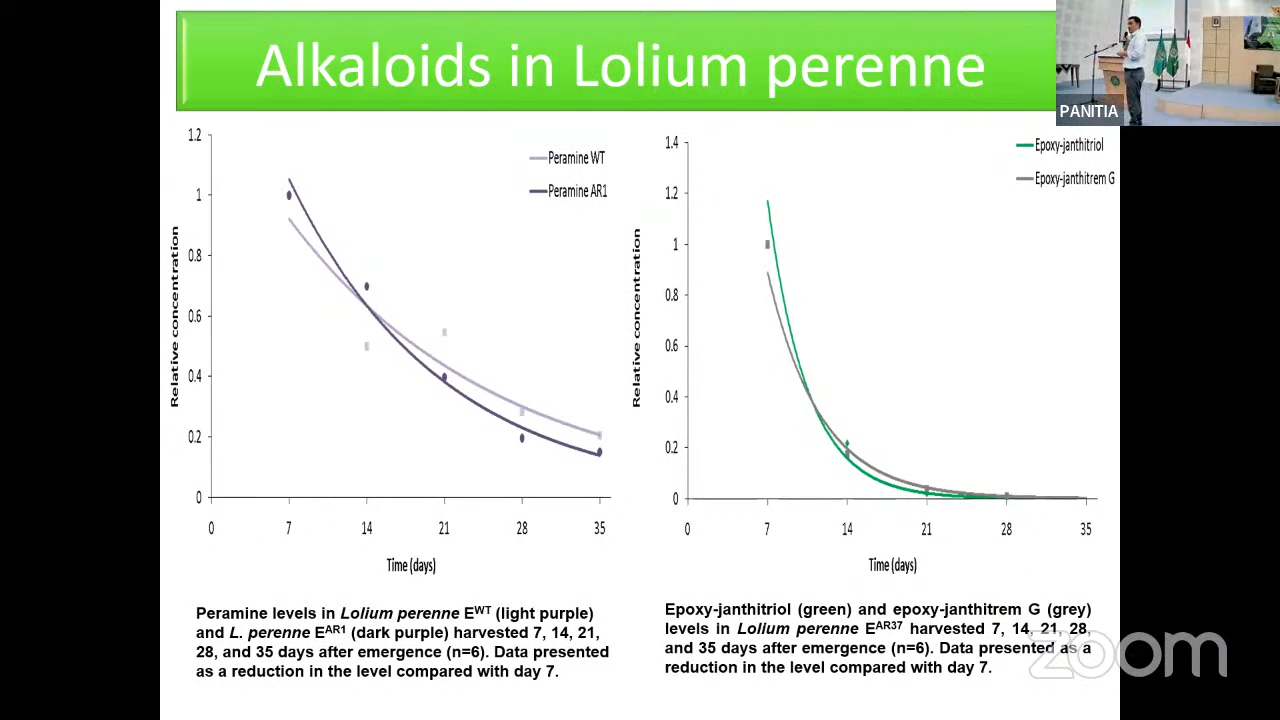 Alkaloids in Lolium perenne
PANITIA
1.2
1
0.8
0.6
0.4
0.2
0
Relative concentration
Peramine WT
Peramine AR1
0 7 14 21 28 35
Time (days)
1.4
1.2
1
0.8
0.6
0.4
0.2
0
Relative concentration
Epoxy-janthitriol
Epoxy-janthitrem G
0 7 14 21 28 35
Time (days)
Peramine levels in Lolium perenne EWT (light purple)
and L. perenne EAR1 (dark purple) harvested 7, 14, 21,
28, and 35 days after emergence (n=6). Data presented
as a reduction in the level compared with day 7.
Epoxy-janthitriol (green) and epoxy-janthitrem G (grey)
levels in Lolium perenne EAR37 harvested 7, 14, 21, 28,
and 35 days after emergence (n=6). Data presented as a
reduction in the level compared with day 7.
zoom